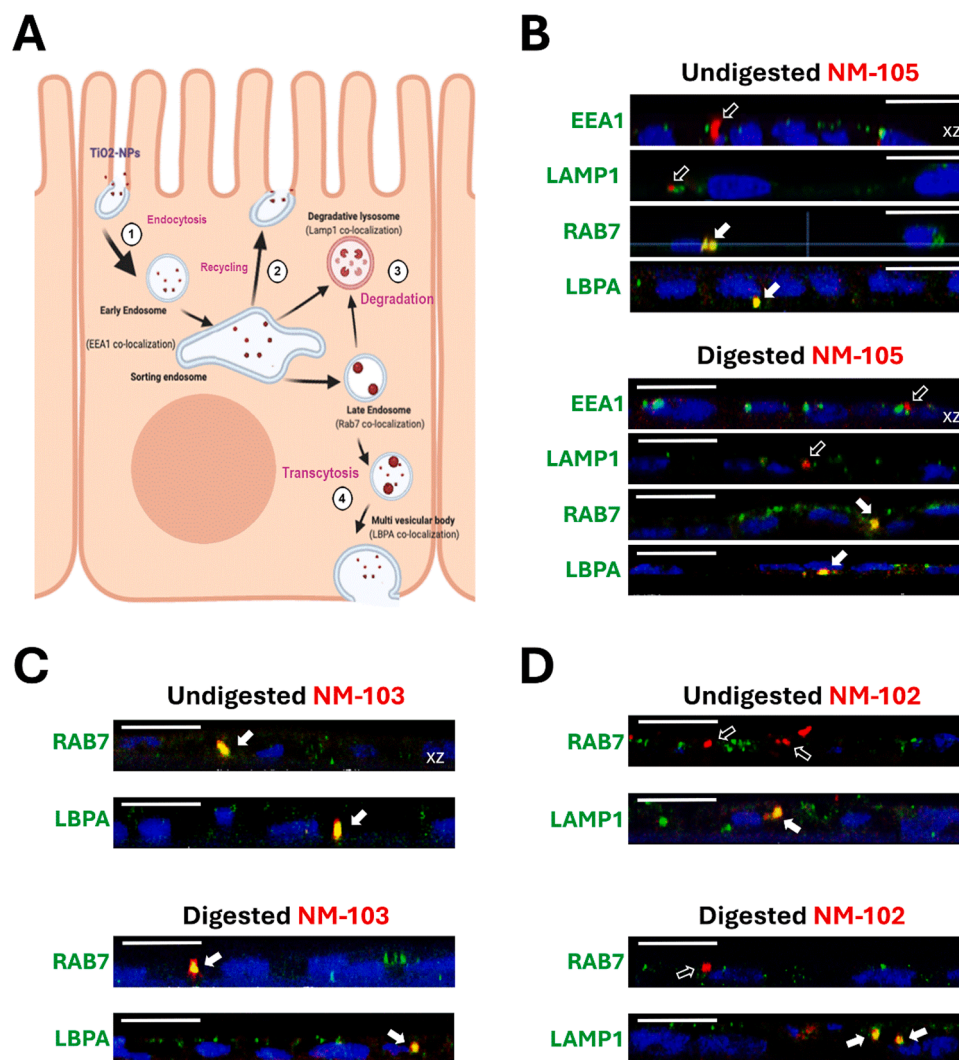 A
TiO2-NPs
1
Endocytosis
Early Endosome
(EEA1 co-localization)
Sorting endosome
Recycling
2
Degradative lysosome
(Lamp1 co-localization)
3
Degradation
Late Endosome
(Rab7 co-localization)
Transcytosis
4
Multi vesicular body
(LBPA co-localization)
B
Undigested NM-105
EEA1
XZ
LAMP1
RAB7
LBPA
Digested NM-105
EEA1
XZ
LAMP1
RAB7
LBPA
C
Undigested NM-103
RAB7
XZ
LBPA
Digested NM-103
RAB7
LBPA
D
Undigested NM-102
RAB7
LAMP1
Digested NM-102
RAB7
LAMP1